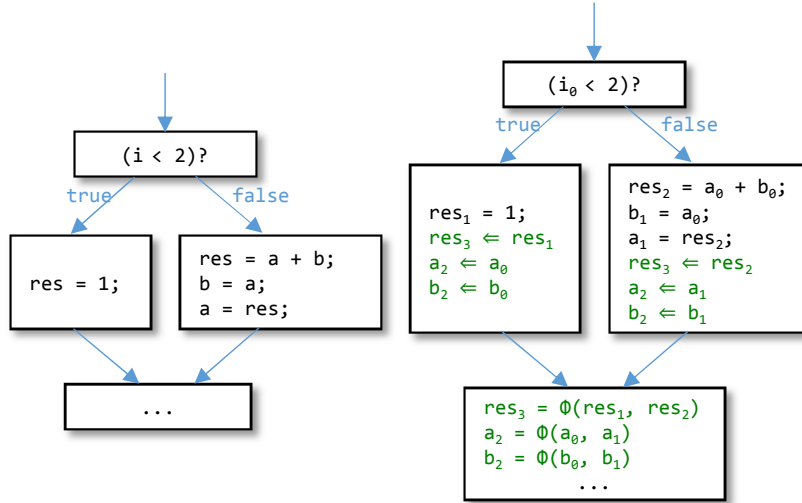 (i < 2)?
true
false
res = 1;
res = a + b;
b = a;
a = res;
...
(i₀ < 2)?
true
false
res₁ = 1;
res₃ ⇐ res₁
a₂ ⇐ a₀
b₂ ⇐ b₀
res₂ = a₀ + b₀;
b₁ = a₀;
a₁ = res₂;
res₃ ⇐ res₂
a₂ ⇐ a₁
b₂ ⇐ b₁
res₃ = Φ(res₁, res₂)
a₂ = Φ(a₀, a₁)
b₂ = Φ(b₀, b₁)
...